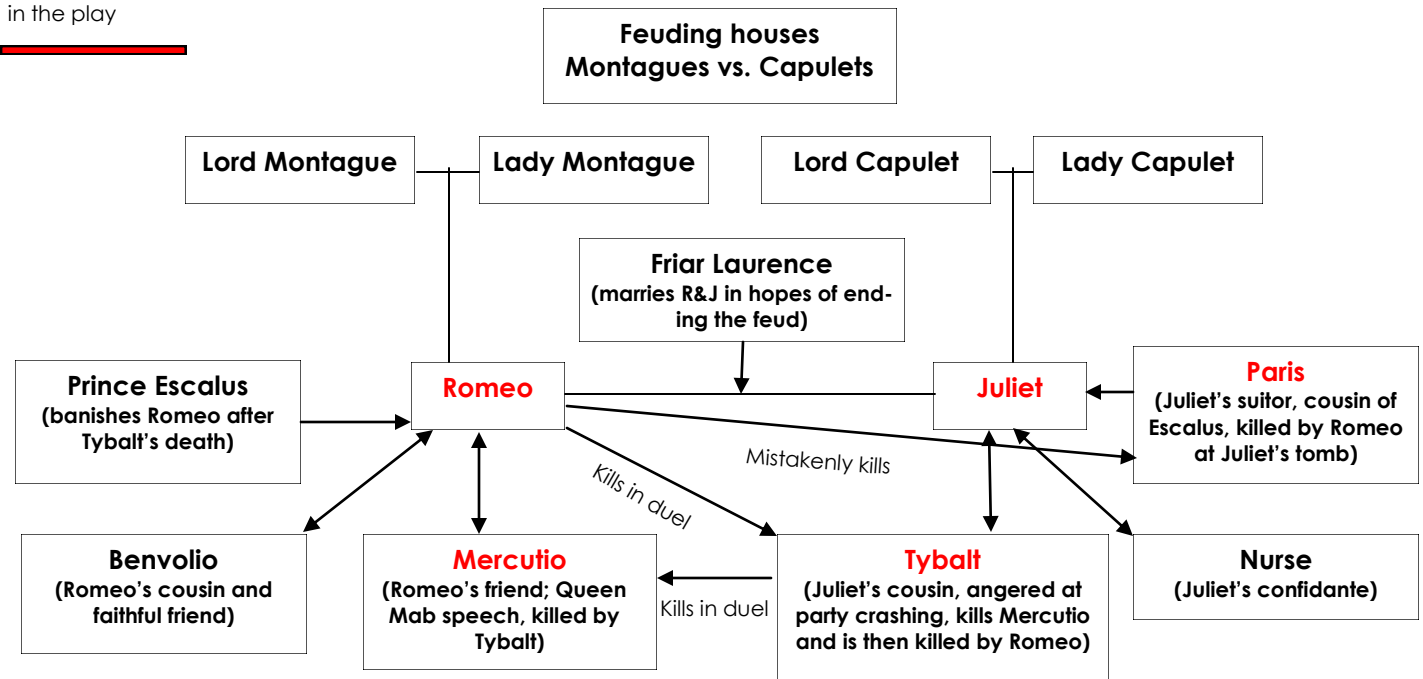 in the play
Feuding houses
Montagues vs. Capulets
Lord Montague
Lady Montague
Lord Capulet
Lady Capulet
Friar Laurence
(marries R&J in hopes of end-
ing the feud)
Prince Escalus
(banishes Romeo after
Tybalt’s death)
Romeo
Juliet
Paris
(Juliet’s suitor, cousin of
Escalus, killed by Romeo
at Juliet’s tomb)
Mistakenly kills
Kills in duel
Benvolio
(Romeo’s cousin and
faithful friend)
Mercutio
(Romeo’s friend; Queen
Mab speech, killed by
Tybalt)
Kills in duel
Tybalt
(Juliet’s cousin, angered at
party crashing, kills Mercutio
and is then killed by Romeo)
Nurse
(Juliet’s confidante)